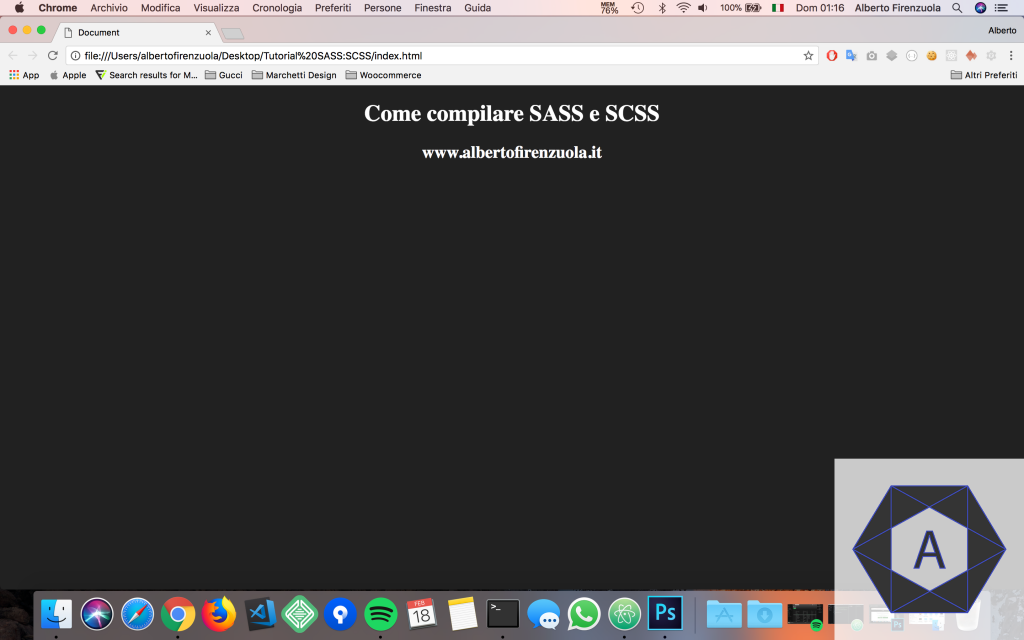 Chrome Archivio Modifica Visualizza Cronologia Preferiti Persone Finestra Guida MEM 76% 100% Dom 01:16 Alberto Firenzuola
Document × Alberto
file:///Users/albertofirenzuola/Desktop/Tutorial%20SASS:SCSS/index.html
App Apple Search results for M... Gucci Marchetti Design Woocommerce Altri Preferiti
Come compilare SASS e SCSS
www.albertofirenzuola.it
A
FEB
18
>_
Ps